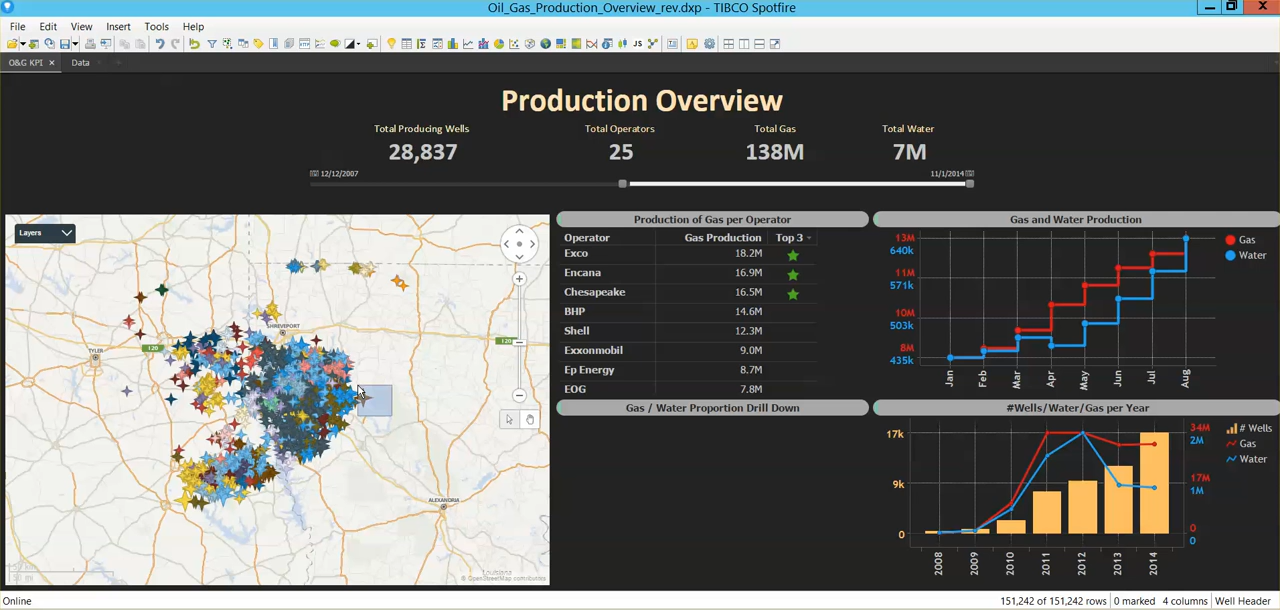 Oil_Gas_Production_Overview_rev.dxp - TIBCO Spotfire
File Edit View Insert Tools Help
JS
O&G KPI × Data
Production Overview
Total Producing Wells Total Operators Total Gas Total Water
28,837 25 138M 7M
12/12/2007 11/1/2014
Layers
SHREVEPORT
TYLER
I 20
I 20
ALEXANDRIA
Louisiana
© OpenStreetMap contributors
Production of Gas per Operator
Operator Gas Production Top 3
Exco 18.2M
Encana 16.9M
Chesapeake 16.5M
BHP 14.6M
Shell 12.3M
Exxonmobil 9.0M
Ep Energy 8.7M
EOG 7.8M
Gas / Water Proportion Drill Down
Gas and Water Production
13M
640k
11M
571k
10M
503k
8M
435k
Jan Feb Mar Apr May Jun Jul Aug
Gas
Water
#Wells/Water/Gas per Year
17k
9k
0
34M
2M
17M
1M
0
0
2008 2009 2010 2011 2012 2013 2014
# Wells
Gas
Water
Online 151,242 of 151,242 rows 0 marked 4 columns Well Header